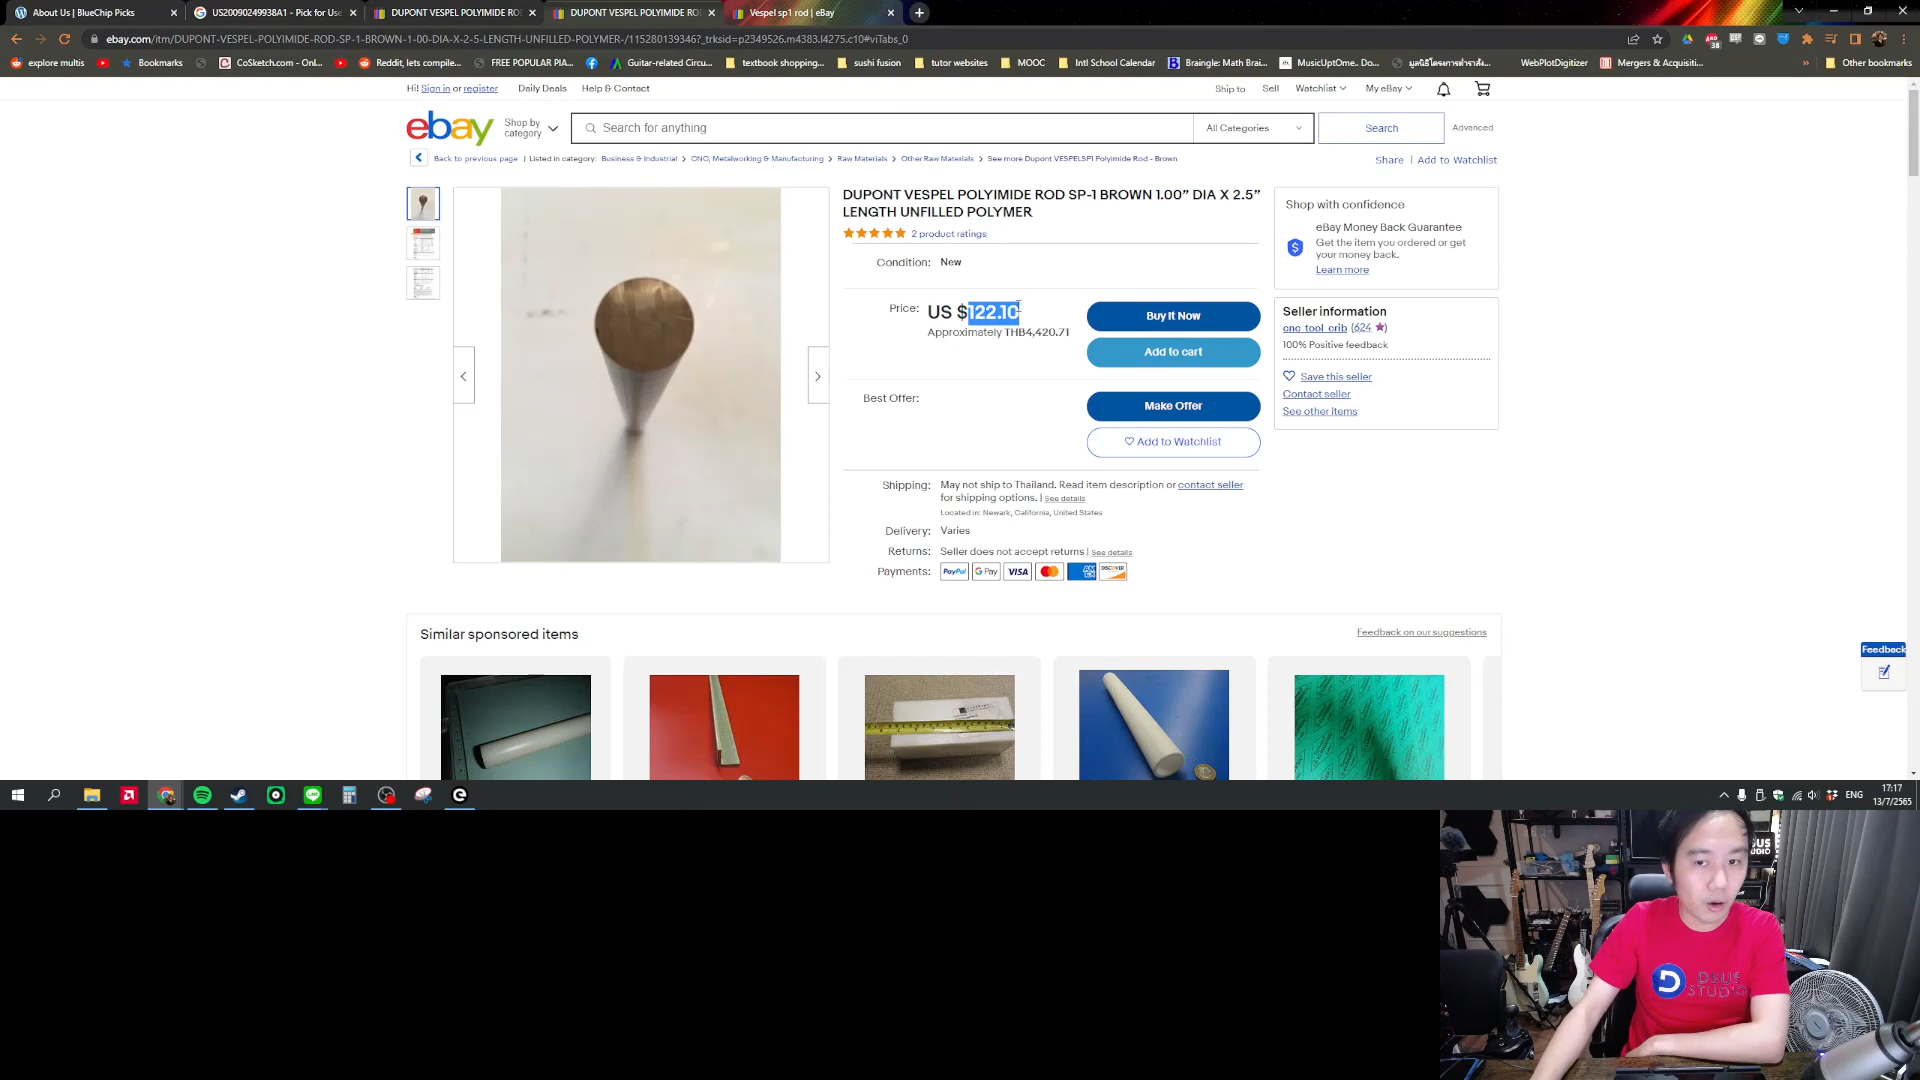 About Us | BlueChip Picks
US20090249938A1 - Pick for Use
DUPONT VESPEL POLYIMIDE RO
DUPONT VESPEL POLYIMIDE RO
Vespel sp1 rod | eBay
ebay.com/itm/DUPONT-VESPEL-POLYIMIDE-ROD-SP-1-BROWN-1-00-DIA-X-2-5-LENGTH-UNFILLED-POLYMER-/115280139346?_trksid=p2349526.m4383.l4275.c10#viTabs_0
38
explore multis
Bookmarks
CoSketch.com - Onl...
Reddit, lets compile...
FREE POPULAR PIA...
Guitar-related Circu...
textbook shopping...
sushi fusion
tutor websites
MOOC
Intl School Calendar
Braingle: Math Brai...
MusicUptOme.. Do...
WebPlotDigitizer
Mergers & Acquisiti...
Other bookmarks
Hi! Sign in or register
Daily Deals
Help & Contact
Ship to
Sell
Watchlist
My eBay
ebay
Shop by
category
Search for anything
All Categories
Search
Advanced
Back to previous page | Listed in category: Business & Industrial > CNC, Metalworking & Manufacturing > Raw Materials > Other Raw Materials > See more Dupont VESPELSP1 Polyimide Rod - Brown
Share | Add to Watchlist
DUPONT VESPEL POLYIMIDE ROD SP-1 BROWN 1.00” DIA X 2.5”
LENGTH UNFILLED POLYMER
2 product ratings
Condition: New
Price: US $122.10
Approximately THB4,420.71
Buy It Now
Add to cart
Best Offer:
Make Offer
Add to Watchlist
Shipping: May not ship to Thailand. Read item description or contact seller
for shipping options. | See details
Located in: Newark, California, United States
Delivery: Varies
Returns: Seller does not accept returns | See details
Payments: PayPal G Pay VISA DISCOVER
Shop with confidence
eBay Money Back Guarantee
Get the item you ordered or get
your money back.
Learn more
Seller information
cnc_tool_crib (624)
100% Positive feedback
Save this seller
Contact seller
See other items
Similar sponsored items
Feedback on our suggestions
Feedback
ENG
17:17
13/7/2565
DSUS
STUDIO